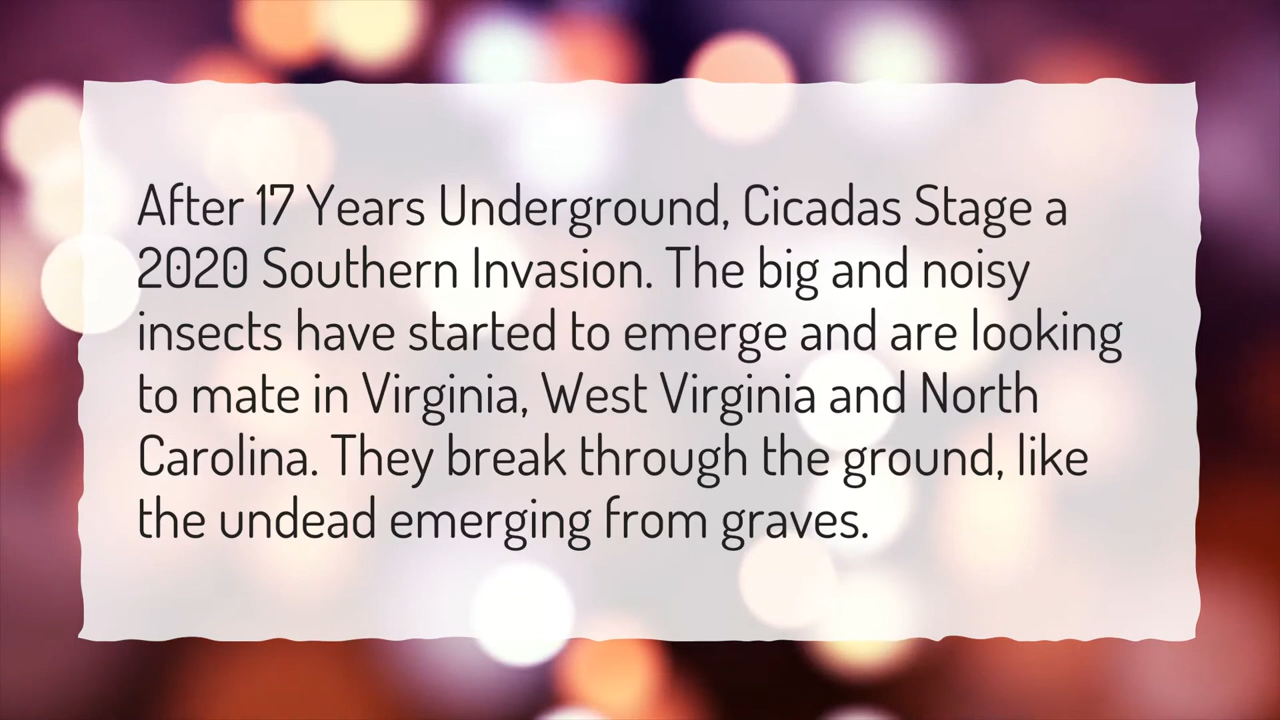 After 17 Years Underground, Cicadas Stage a
2020 Southern Invasion. The big and noisy
insects have started to emerge and are looking
to mate in Virginia, West Virginia and North
Carolina. They break through the ground, like
the undead emerging from graves.